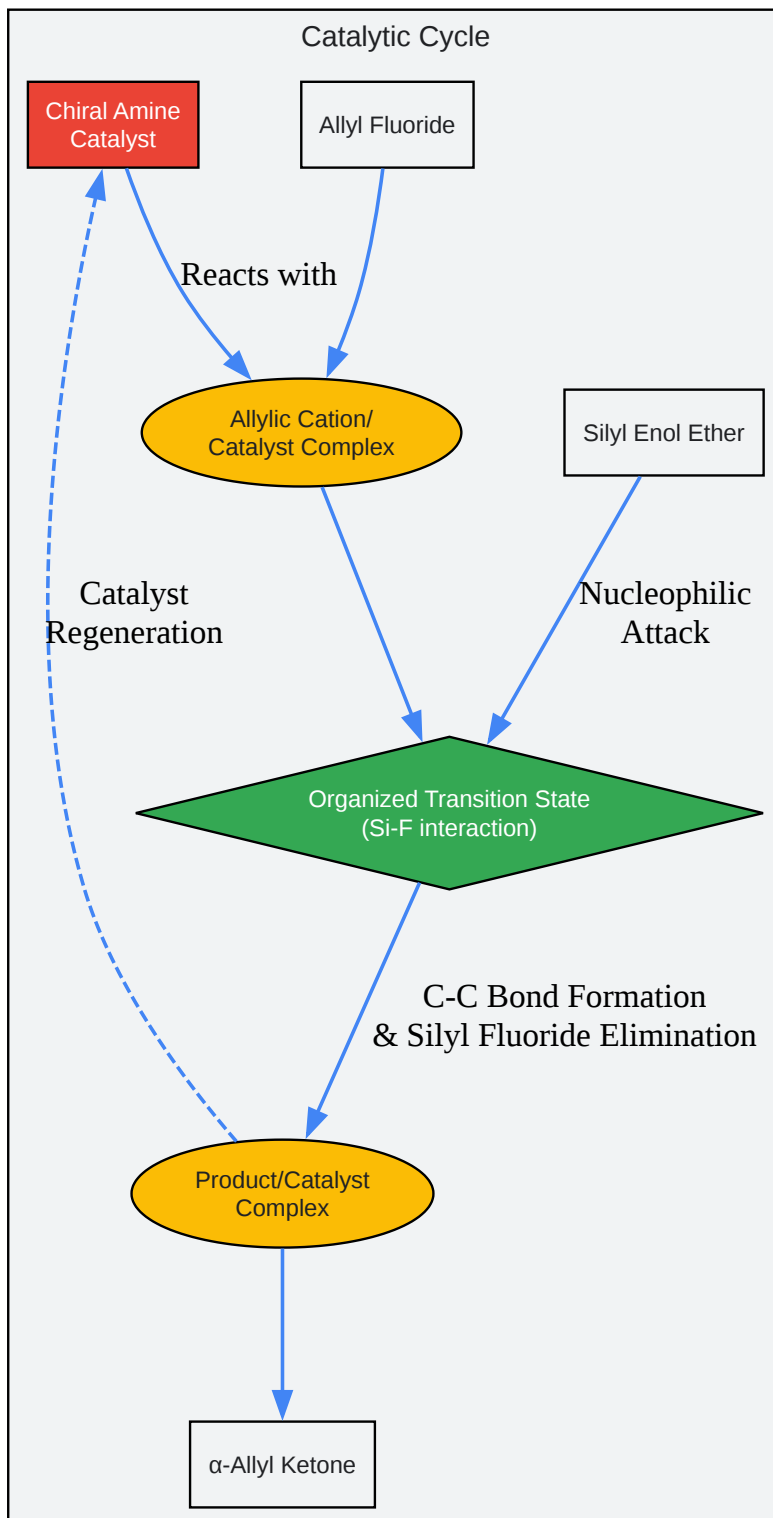 Catalytic Cycle
Chiral Amine
Catalyst
Allyl Fluoride
Reacts with
Allylic Cation/
Catalyst Complex
Silyl Enol Ether
Catalyst
Regeneration
Nucleophilic
Attack
Organized Transition State
(Si-F interaction)
C-C Bond Formation
& Silyl Fluoride Elimination
Product/Catalyst
Complex
α-Allyl Ketone